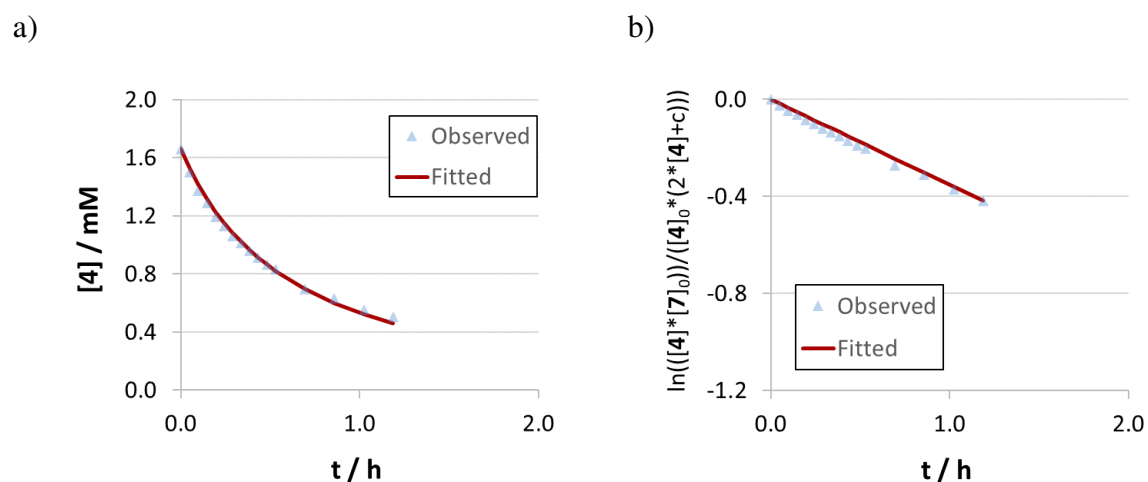 a)
2.0
1.6
1.2
0.8
0.4
0.0
[4] / mM
Observed
Fitted
0.0
1.0
2.0
t / h
b)
0.0
-0.4
-0.8
-1.2
ln(([4]*[7]₀))/([4]₀*(2*[4]+c)))
Observed
Fitted
0.0
1.0
2.0
t / h